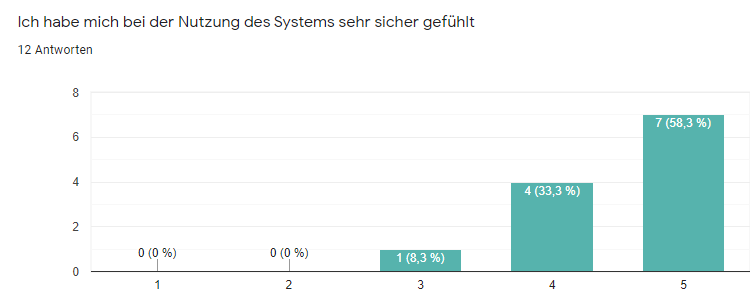 Ich habe mich bei der Nutzung des Systems sehr sicher gefühlt
12 Antworten
8
6
4
2
0
0 (0 %)
0 (0 %)
1 (8,3 %)
4 (33,3 %)
7 (58,3 %)
1
2
3
4
5